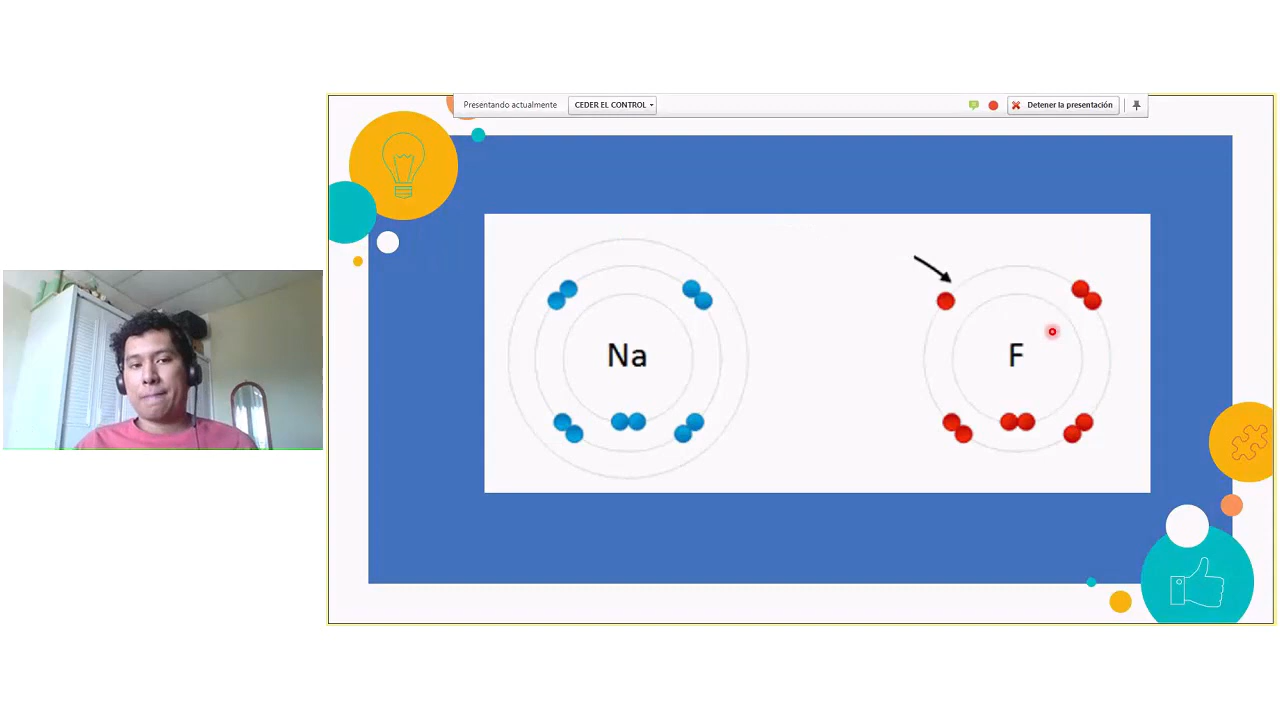 Presentando actualmente
CEDER EL CONTROL
Detener la presentación
Na
F